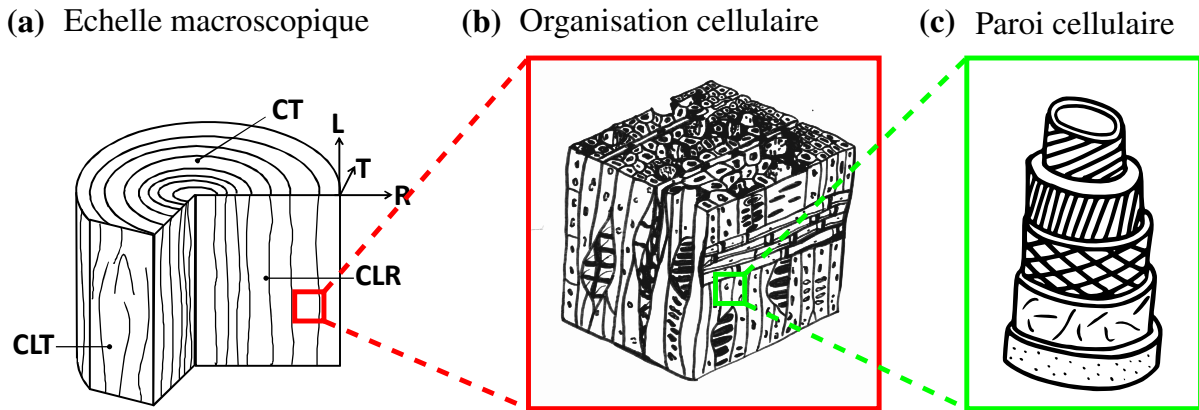 (a) Echelle macroscopique
(b) Organisation cellulaire
(c) Paroi cellulaire
CT
L
T
R
CLR
CLT